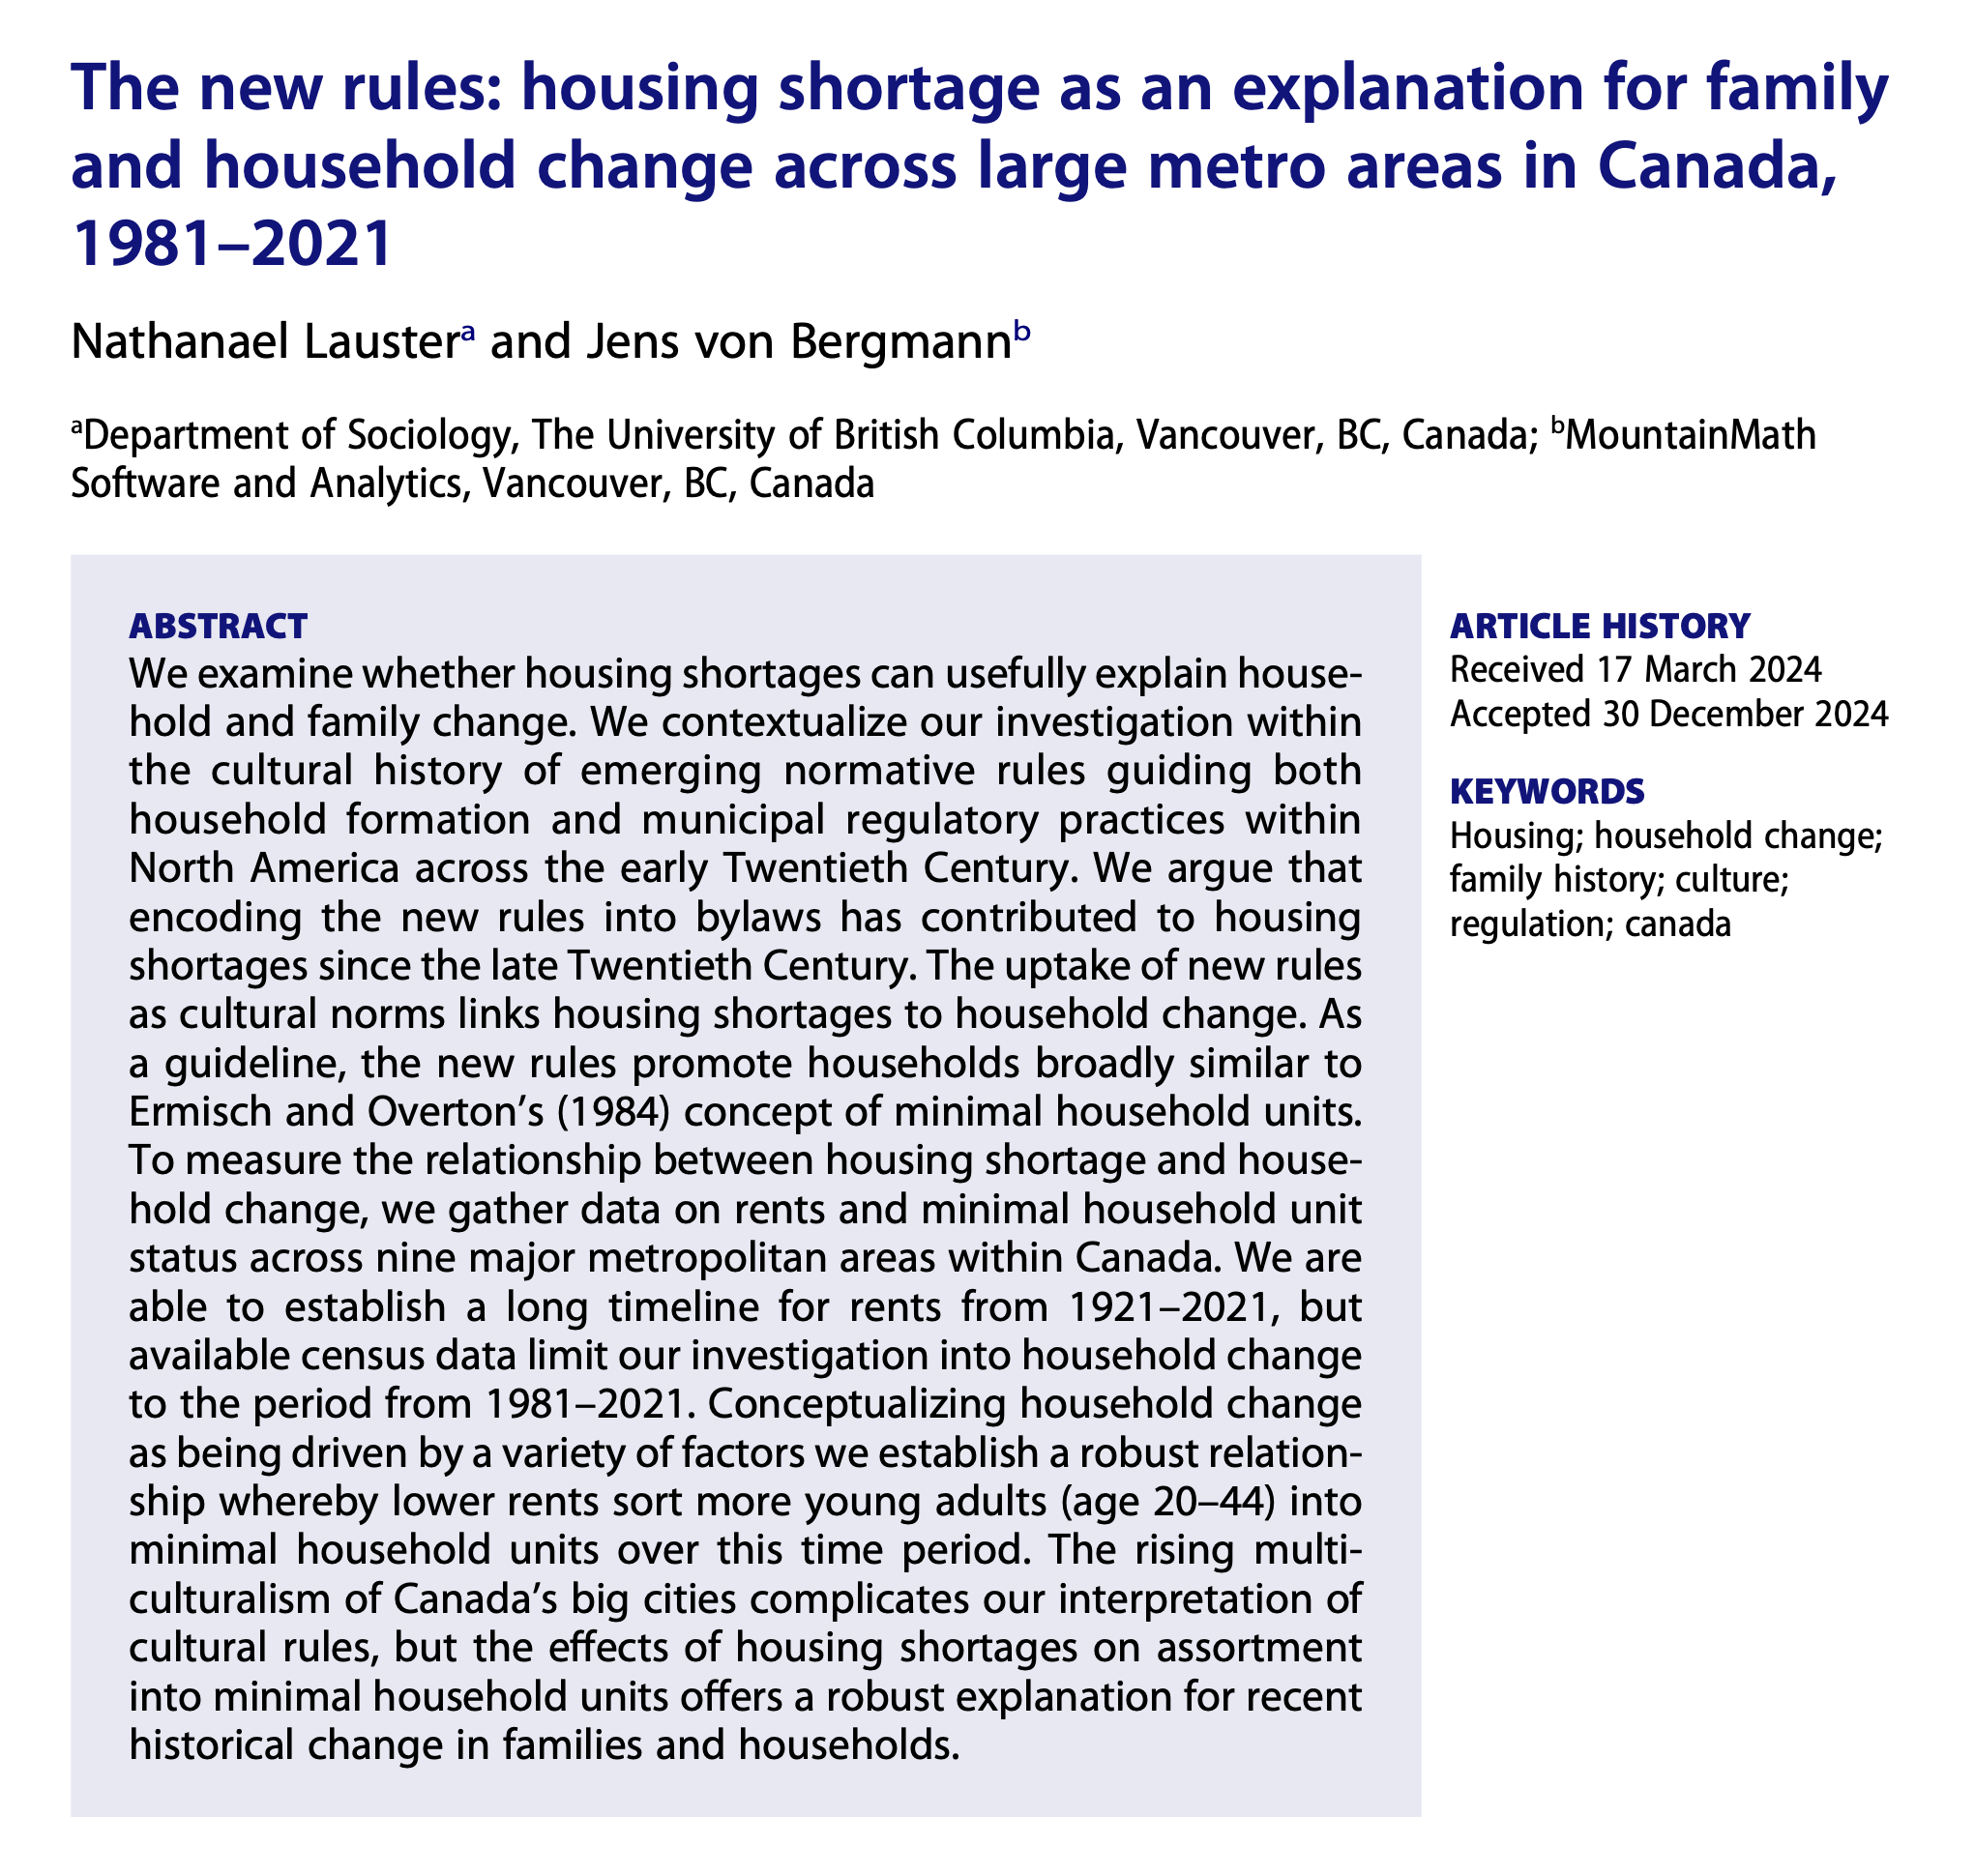 The new rules: housing shortage as an explanation for family
and household change across large metro areas in Canada,
1981–2021
Nathanael Lausterᵃ and Jens von Bergmannᵇ
ᵃDepartment of Sociology, The University of British Columbia, Vancouver, BC, Canada; ᵇMountainMath
Software and Analytics, Vancouver, BC, Canada
ABSTRACT
We examine whether housing shortages can usefully explain house-
hold and family change. We contextualize our investigation within
the cultural history of emerging normative rules guiding both
household formation and municipal regulatory practices within
North America across the early Twentieth Century. We argue that
encoding the new rules into bylaws has contributed to housing
shortages since the late Twentieth Century. The uptake of new rules
as cultural norms links housing shortages to household change. As
a guideline, the new rules promote households broadly similar to
Ermisch and Overton’s (1984) concept of minimal household units.
To measure the relationship between housing shortage and house-
hold change, we gather data on rents and minimal household unit
status across nine major metropolitan areas within Canada. We are
able to establish a long timeline for rents from 1921–2021, but
available census data limit our investigation into household change
to the period from 1981–2021. Conceptualizing household change
as being driven by a variety of factors we establish a robust relation-
ship whereby lower rents sort more young adults (age 20–44) into
minimal household units over this time period. The rising multi-
culturalism of Canada’s big cities complicates our interpretation of
cultural rules, but the effects of housing shortages on assortment
into minimal household units offers a robust explanation for recent
historical change in families and households.
ARTICLE HISTORY
Received 17 March 2024
Accepted 30 December 2024
KEYWORDS
Housing; household change;
family history; culture;
regulation; canada